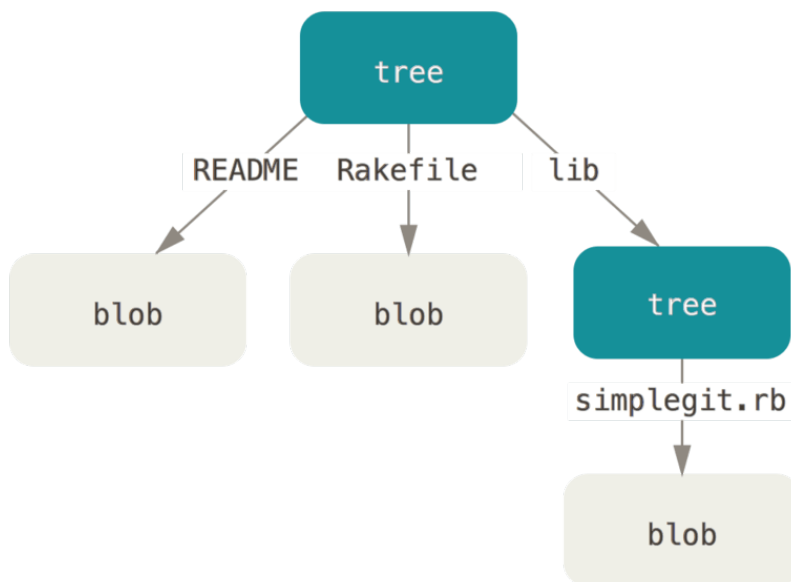 tree
README Rakefile lib
blob blob tree
simplegit.rb
blob